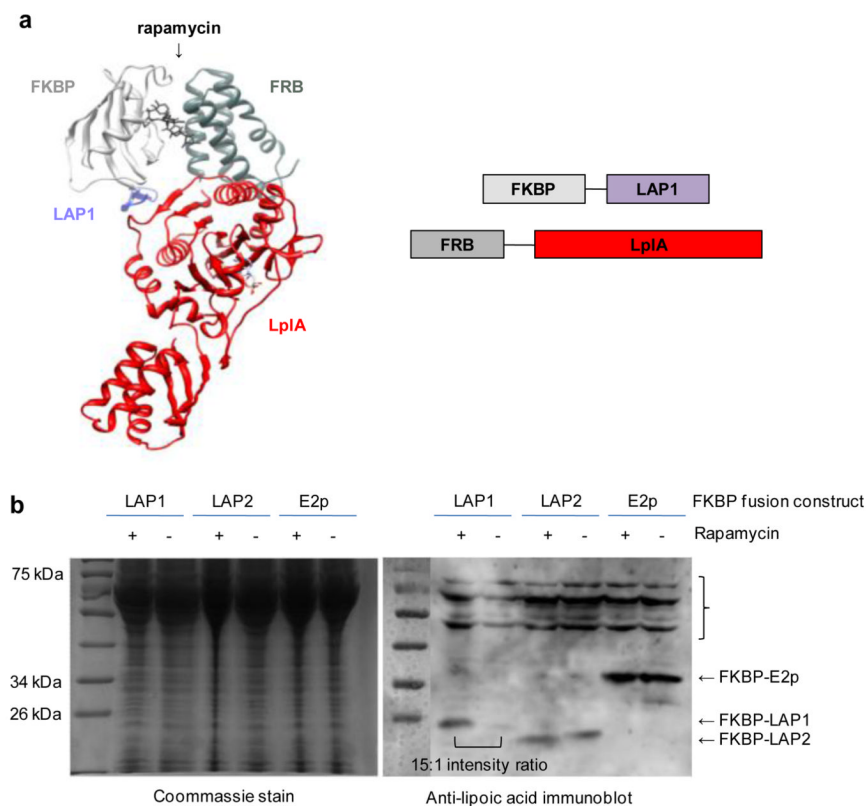 a
rapamycin
↓
FKBP
FRB
LAP1
LplA
FKBP LAP1
FRB LplA
b
LAP1 LAP2 E2p LAP1 LAP2 E2p FKBP fusion construct
+ - + - + - + - + - + - Rapamycin
75 kDa
34 kDa
26 kDa
← FKBP-E2p
← FKBP-LAP1
← FKBP-LAP2
15:1 intensity ratio
Coommassie stain Anti-lipoic acid immunoblot